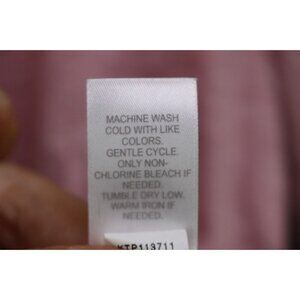 MACHINE WASH
COLD WITH LIKE
COLORS.
GENTLE CYCLE.
ONLY NON-
CHLORINE BLEACH IF
NEEDED.
TUMBLE DRY LOW.
WARM IRON IF
NEEDED.
KTP113711